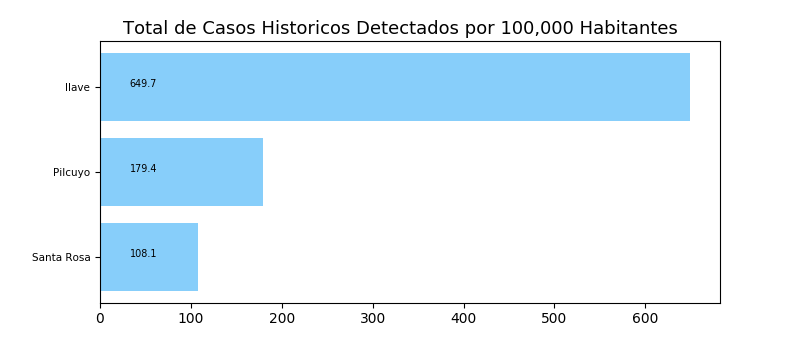 Total de Casos Historicos Detectados por 100,000 Habitantes
Ilave
649.7
Pilcuyo
179.4
Santa Rosa
108.1
0 100 200 300 400 500 600